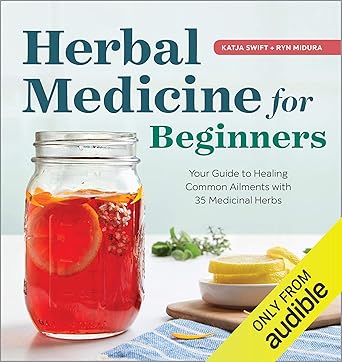 Herbal
KATJA SWIFT + RYN MIDURA
Medicine for
Beginners
Your Guide to Healing
Common Ailments with
35 Medicinal Herbs
ONLY FROM
audible